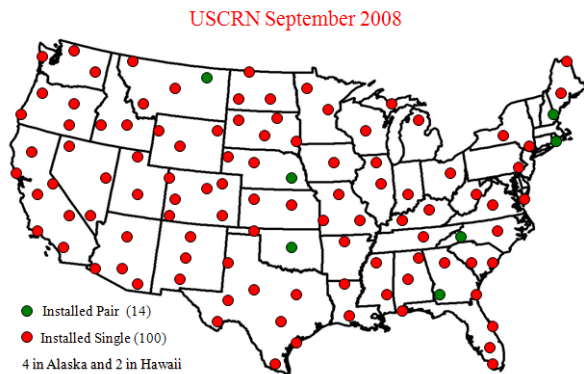 USCRN September 2008
Installed Pair (14)
Installed Single (100)
4 in Alaska and 2 in Hawaii